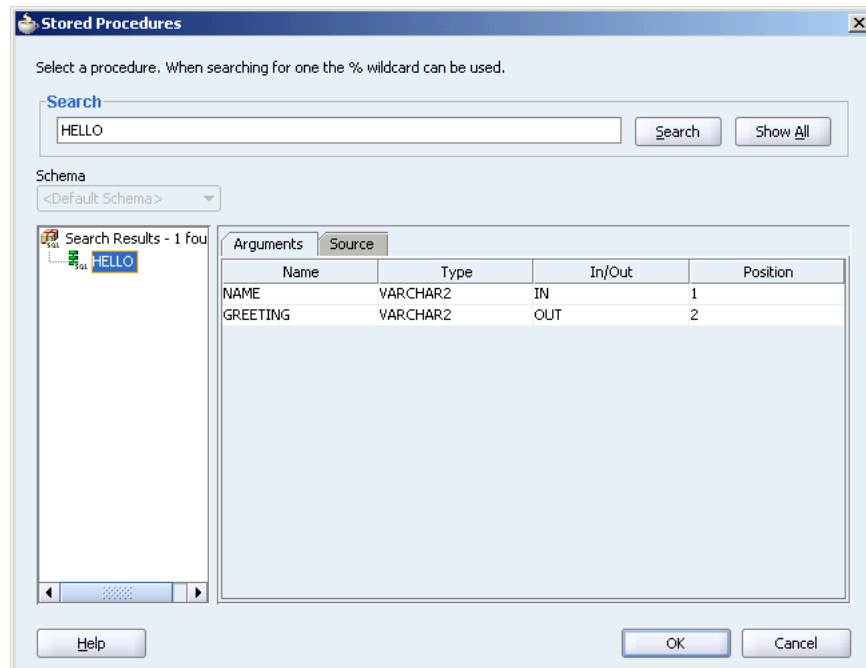 Stored Procedures
Select a procedure. When searching for one the % wildcard can be used.
Search
HELLO Search Show All
Schema
<Default Schema>
Search Results - 1 fou
HELLO
Arguments Source
Name Type In/Out Position
NAME VARCHAR2 IN 1
GREETING VARCHAR2 OUT 2
Help OK Cancel